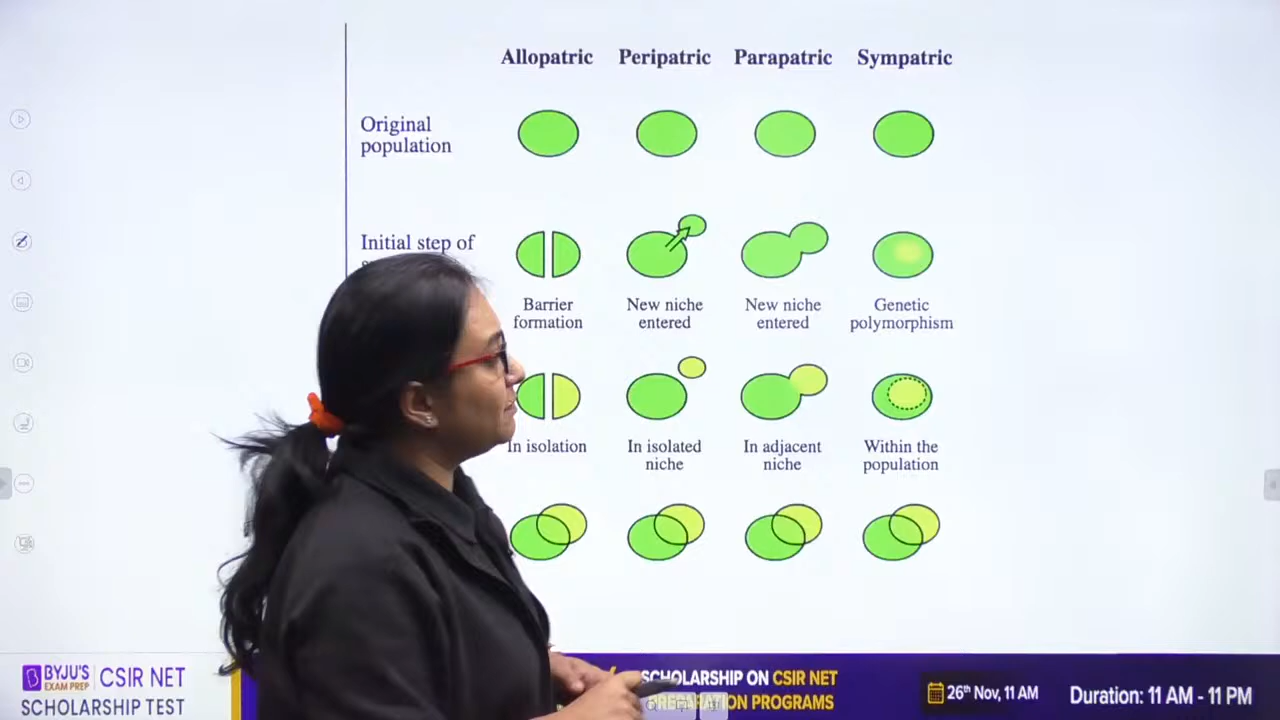 Allopatric Peripatric Parapatric Sympatric
Original
population
Initial step of
Barrier
formation
New niche
entered
New niche
entered
Genetic
polymorphism
In isolation
In isolated
niche
In adjacent
niche
Within the
population
BYJU'S
EXAM PREP
CSIR NET
SCHOLARSHIP TEST
SCHOLARSHIP ON CSIR NET
PREPARATION PROGRAMS
26th Nov, 11 AM
Duration: 11 AM - 11 PM